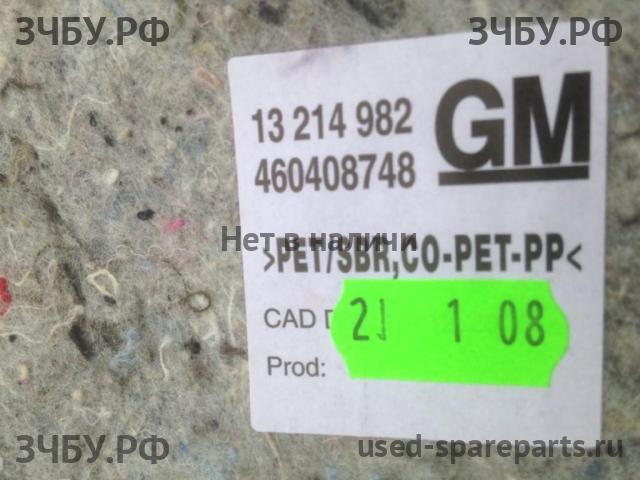 ЗЧБУ.РФ
ЗЧБУ.РФ
13 214 982
460408748
GM
Нет в наличии
>PET/SBR,CO-PET-PP<
CAD
1 08
Prod:
ЗЧБУ.РФ
used-spareparts.ru